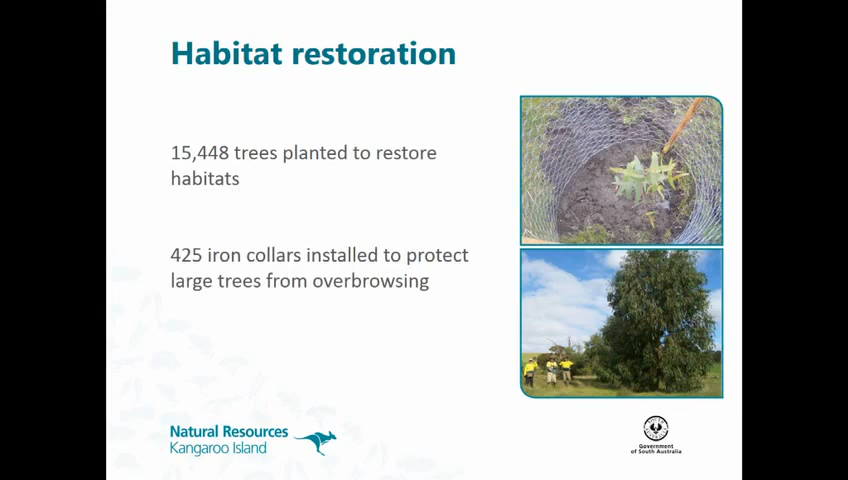 Habitat restoration
15,448 trees planted to restore
habitats
425 iron collars installed to protect
large trees from overbrowsing
Natural Resources
Kangaroo Island
Government
of South Australia